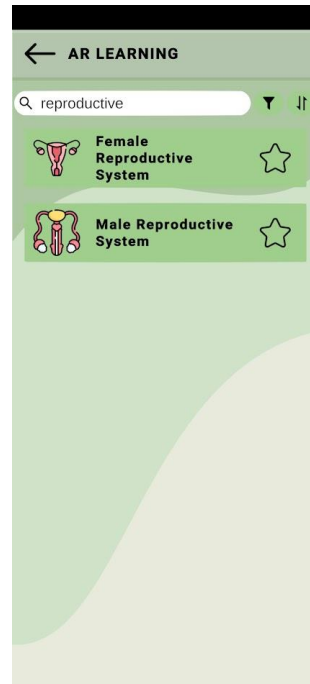 AR LEARNING
reproductive
Female
Reproductive
System
Male Reproductive
System